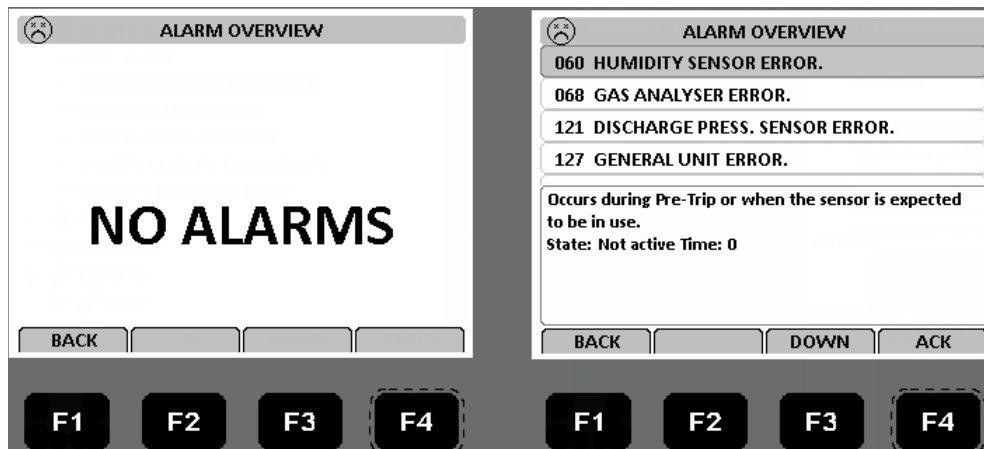 ALARM OVERVIEW
NO ALARMS
BACK
F1 F2 F3 F4
ALARM OVERVIEW
060 HUMIDITY SENSOR ERROR.
068 GAS ANALYSER ERROR.
121 DISCHARGE PRESS. SENSOR ERROR.
127 GENERAL UNIT ERROR.
Occurs during Pre-Trip or when the sensor is expected
to be in use.
State: Not active Time: 0
BACK DOWN ACK
F1 F2 F3 F4